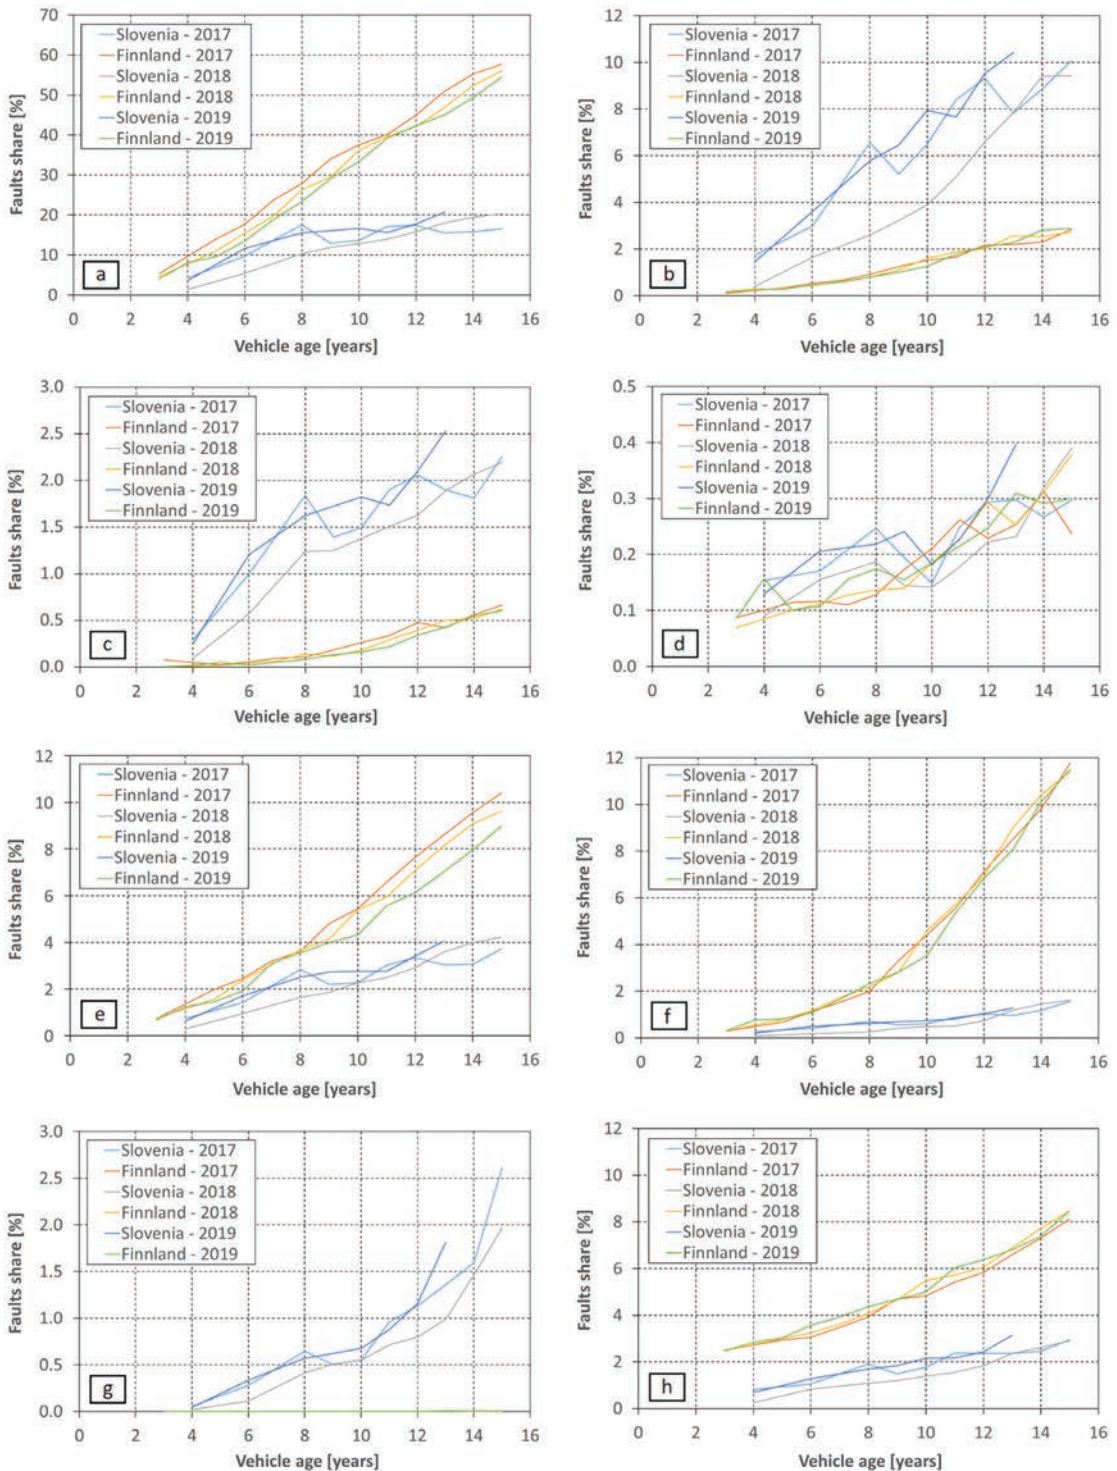 70
60
50
40
30
20
10
0
Faults share [%]
Slovenia - 2017
Finnland - 2017
Slovenia - 2018
Finnland - 2018
Slovenia - 2019
Finnland - 2019
a
0 2 4 6 8 10 12 14 16
Vehicle age [years]
12
10
8
6
4
2
0
Faults share [%]
Slovenia - 2017
Finnland - 2017
Slovenia - 2018
Finnland - 2018
Slovenia - 2019
Finnland - 2019
b
0 2 4 6 8 10 12 14 16
Vehicle age [years]
3.0
2.5
2.0
1.5
1.0
0.5
0.0
Faults share [%]
Slovenia - 2017
Finnland - 2017
Slovenia - 2018
Finnland - 2018
Slovenia - 2019
Finnland - 2019
c
0 2 4 6 8 10 12 14 16
Vehicle age [years]
0.5
0.4
0.3
0.2
0.1
0.0
Faults share [%]
Slovenia - 2017
Finnland - 2017
Slovenia - 2018
Finnland - 2018
Slovenia - 2019
Finnland - 2019
d
0 2 4 6 8 10 12 14 16
Vehicle age [years]
12
10
8
6
4
2
0
Faults share [%]
Slovenia - 2017
Finnland - 2017
Slovenia - 2018
Finnland - 2018
Slovenia - 2019
Finnland - 2019
e
0 2 4 6 8 10 12 14 16
Vehicle age [years]
12
10
8
6
4
2
0
Faults share [%]
Slovenia - 2017
Finnland - 2017
Slovenia - 2018
Finnland - 2018
Slovenia - 2019
Finnland - 2019
f
0 2 4 6 8 10 12 14 16
Vehicle age [years]
3.0
2.5
2.0
1.5
1.0
0.5
0.0
Faults share [%]
Slovenia - 2017
Finnland - 2017
Slovenia - 2018
Finnland - 2018
Slovenia - 2019
Finnland - 2019
g
0 2 4 6 8 10 12 14 16
Vehicle age [years]
12
10
8
6
4
2
0
Faults share [%]
Slovenia - 2017
Finnland - 2017
Slovenia - 2018
Finnland - 2018
Slovenia - 2019
Finnland - 2019
h
0 2 4 6 8 10 12 14 16
Vehicle age [years]